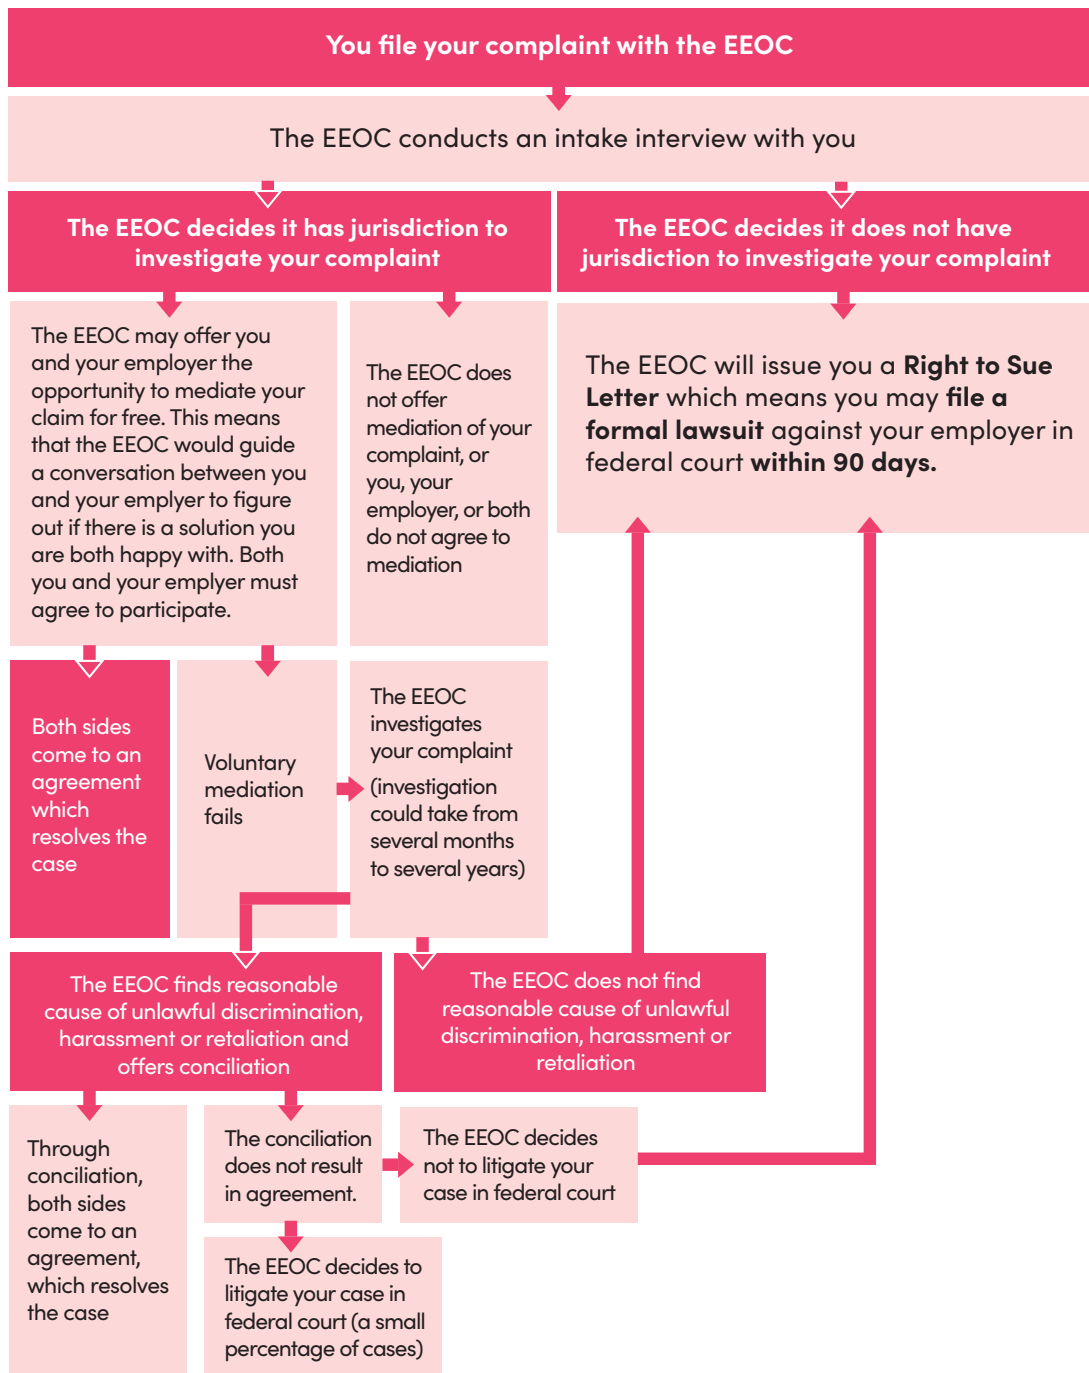 You file your complaint with the EEOC
The EEOC conducts an intake interview with you
The EEOC decides it has jurisdiction to
investigate your complaint
The EEOC decides it does not have
jurisdiction to investigate your complaint
The EEOC may offer you
and your employer the
opportunity to mediate your
claim for free. This means
that the EEOC would guide
a conversation between you
and your emplyer to figure
out if there is a solution you
are both happy with. Both
you and your emplyer must
agree to participate.
The EEOC does
not offer
mediation of your
complaint, or
you, your
employer, or both
do not agree to
mediation
The EEOC will issue you a Right to Sue
Letter which means you may file a
formal lawsuit against your employer in
federal court within 90 days.
Both sides
come to an
agreement
which
resolves the
case
Voluntary
mediation
fails
The EEOC
investigates
your complaint
(investigation
could take from
several months
to several years)
The EEOC finds reasonable
cause of unlawful discrimination,
harassment or retaliation and
offers conciliation
The EEOC does not find
reasonable cause of unlawful
discrimination, harassment or
retaliation
Through
conciliation,
both sides
come to an
agreement,
which resolves
the case
The conciliation
does not result
in agreement.
The EEOC decides
not to litigate your
case in federal court
The EEOC decides to
litigate your case in
federal court (a small
percentage of cases)